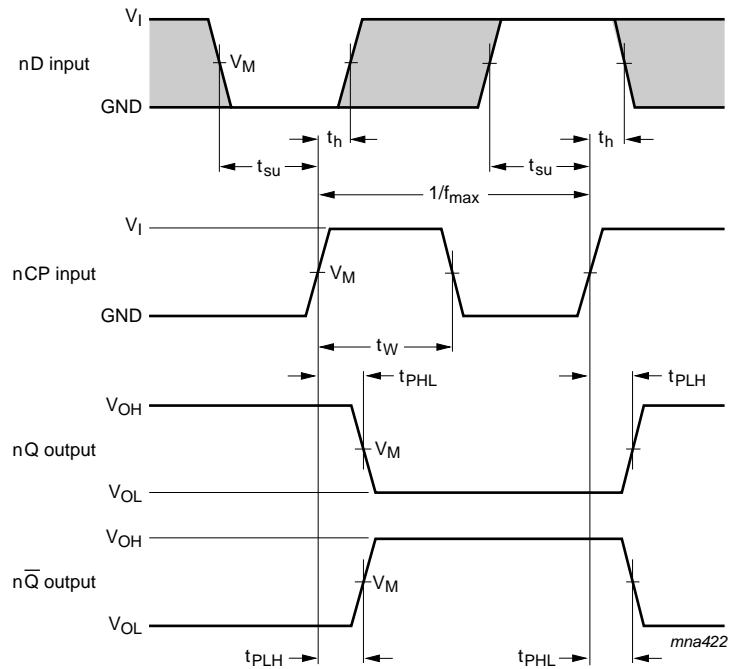 VI
nD input
VM
GND
th
th
tsu
tsu
1/fmax
VI
nCP input
VM
GND
tW
tPHL
tPLH
VOH
nQ output
VM
VOL
VOH
nQ̅ output
VM
VOL
mna422
tPLH
tPHL